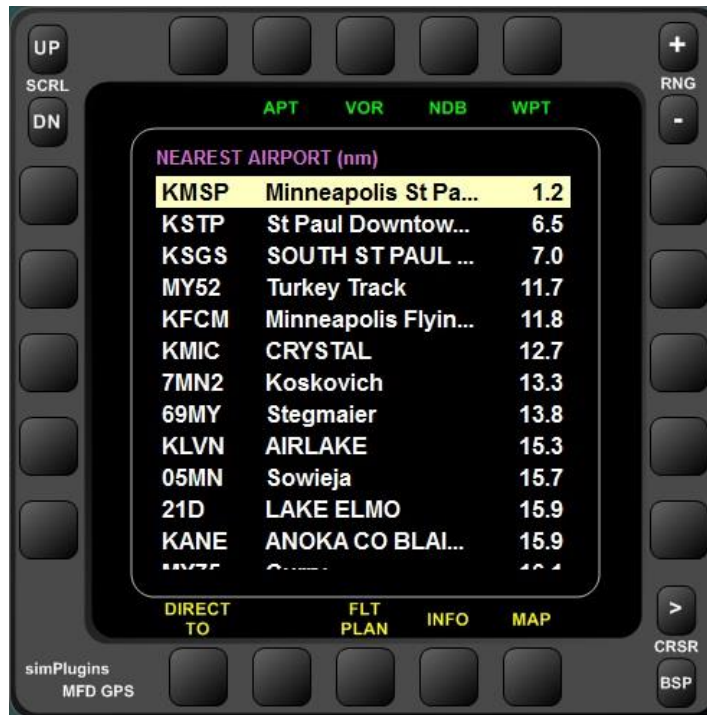 UP
SCRL
DN
+
RNG
-
APT VOR NDB WPT
NEAREST AIRPORT (nm)
KMSP Minneapolis St Pa... 1.2
KSTP St Paul Downtow... 6.5
KSGS SOUTH ST PAUL ... 7.0
MY52 Turkey Track 11.7
KFCM Minneapolis Flyin... 11.8
KMIC CRYSTAL 12.7
7MN2 Koskovich 13.3
69MY Stegmaier 13.8
KLVN AIRLAKE 15.3
05MN Sowieja 15.7
21D LAKE ELMO 15.9
KANE ANOKA CO BLAI... 15.9
DIRECT
TO
FLT
PLAN
INFO
MAP
>
CRSR
BSP
simPlugins
MFD GPS